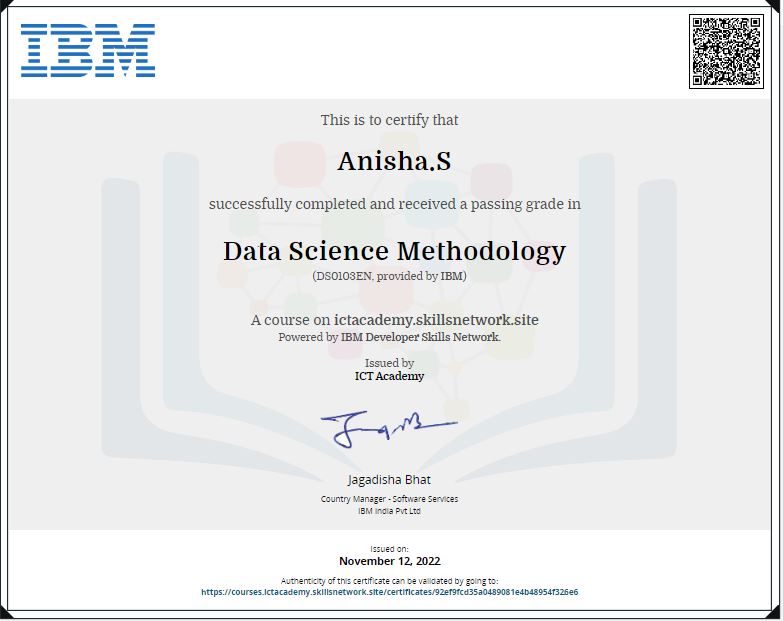 IBM
This is to certify that
Anisha.S
successfully completed and received a passing grade in
Data Science Methodology
(DS0103EN, provided by IBM)
A course on ictacademy.skillsnetwork.site
Powered by IBM Developer Skills Network.
Issued by
ICT Academy
Jagadisha Bhat
Country Manager - Software Services
IBM India Pvt Ltd
Issued on:
November 12, 2022
Authenticity of this certificate can be validated by going to:
https://courses.ictacademy.skillsnetwork.site/certificates/92ef9fcd35a0489081e4b48954f326e6